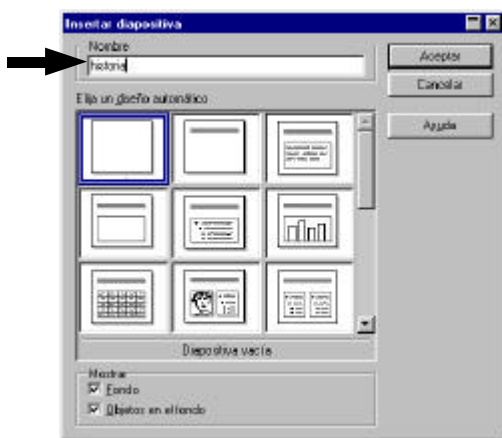 Insertar diapositiva
Nombre
historia
Aceptar
Cancelar
Ayuda
Elija un diseño automático
Diapositiva vacía
Mostrar
Fondo
Objetos en el fondo